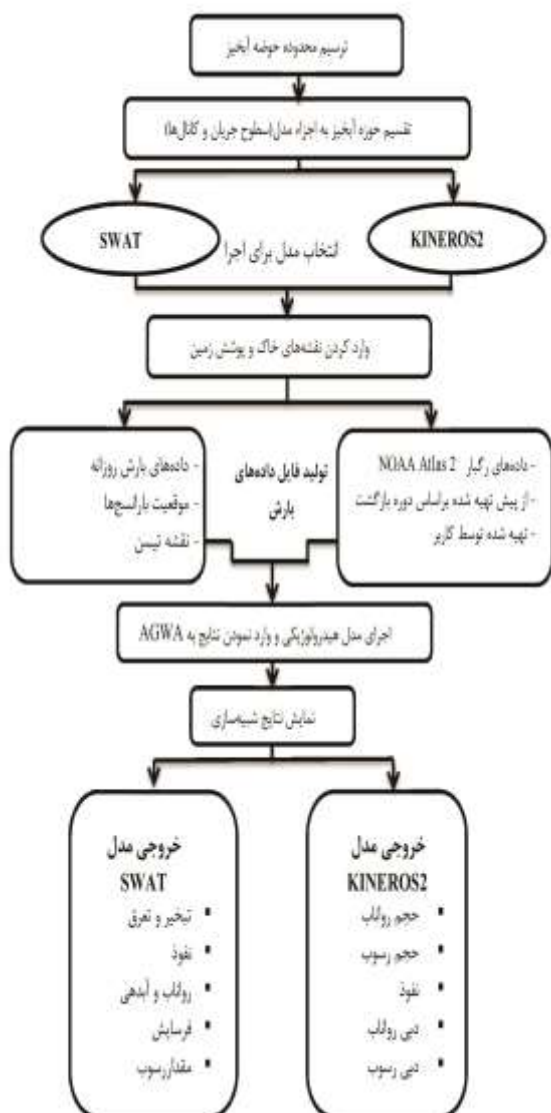 ترسیم محدوده حوضه آبخیز
تقسیم حوزه آبخیز به اجزاء مدل(سطوح جریان و کانال‌ها)
KINEROS2
SWAT
انتخاب مدل برای اجرا
وارد کردن نقشه‌های خاک و پوشش زمین
- داده‌های رگبار NOAA Atlas 2
- از پیش تهیه شده براساس دوره بازگشت
- تهیه شده توسط کاربر
تولید فایل داده‌های
بارش
- داده‌های بارش روزانه
- موقعیت بارانسج‌ها
- نقشه تیسن
اجرای مدل هیدرولوژیکی و وارد نمودن نتایج به AGWA
نمایش نتایج شبیه‌سازی
خروجی مدل
KINEROS2
▪ حجم رواناب
▪ حجم رسوب
▪ نفوذ
▪ دبی رواناب
▪ دبی رسوب
خروجی مدل
SWAT
▪ تبخیر و تعرق
▪ نفوذ
▪ رواناب و آبدهی
▪ فرسایش
▪ مقداررسوب